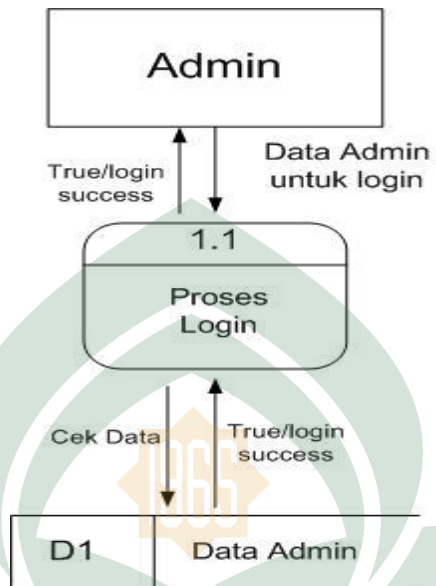 Admin
True/login
success
Data Admin
untuk login
1.1
Proses
Login
Cek Data
True/login
success
1965
D1
Data Admin